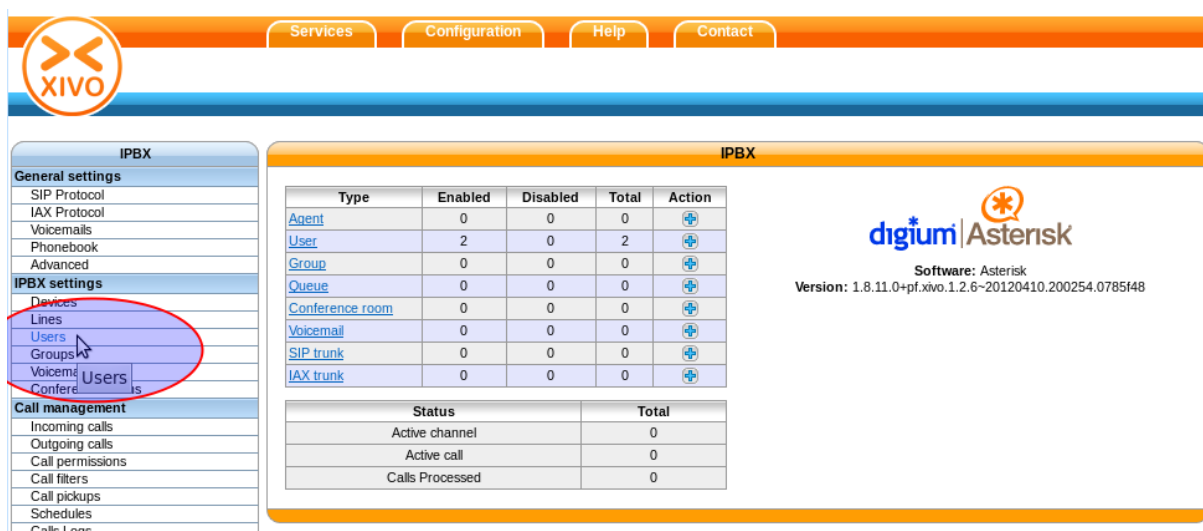 Services Configuration Help Contact
XIVO
IPBX
General settings
SIP Protocol
IAX Protocol
Voicemails
Phonebook
Advanced
IPBX settings
Devices
Lines
Users
Groups
Users
Call management
Incoming calls
Outgoing calls
Call permissions
Call filters
Call pickups
Schedules
Calls Logs
IPBX
Type Enabled Disabled Total Action
Agent 0 0 0
User 2 0 2
Group 0 0 0
Queue 0 0 0
Conference room 0 0 0
Voicemail 0 0 0
SIP trunk 0 0 0
IAX trunk 0 0 0
Status Total
Active channel 0
Active call 0
Calls Processed 0
digium Asterisk
Software: Asterisk
Version: 1.8.11.0+pf.xivo.1.2.6~20120410.200254.0785f48